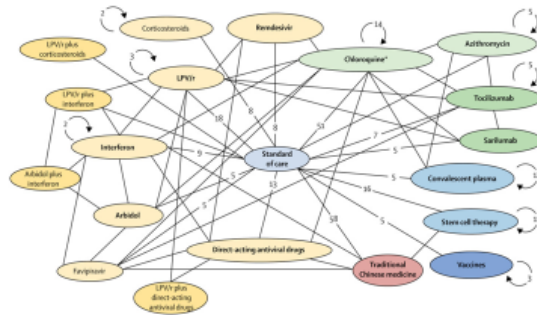 2
Corticosteroids
Remdesivir
14
5
LPV/r plus
corticosteroids
3
Azithromycin
Chloroquine*
LPV/r
5
LPV/r plus
interferon
Tocilizumab
18
8
8
51
7
2
Interferon
Sarilumab
9
Standard
of care
5
Arbidol plus
interferon
5
13
5
Convalescent plasma
16
5
Arbidol
58
5
Stem cell therapy
Direct-acting antiviral drugs
Favipiravir
Traditional
Chinese medicine
Vaccines
3
LPV/r plus
direct-acting
antiviral drugs